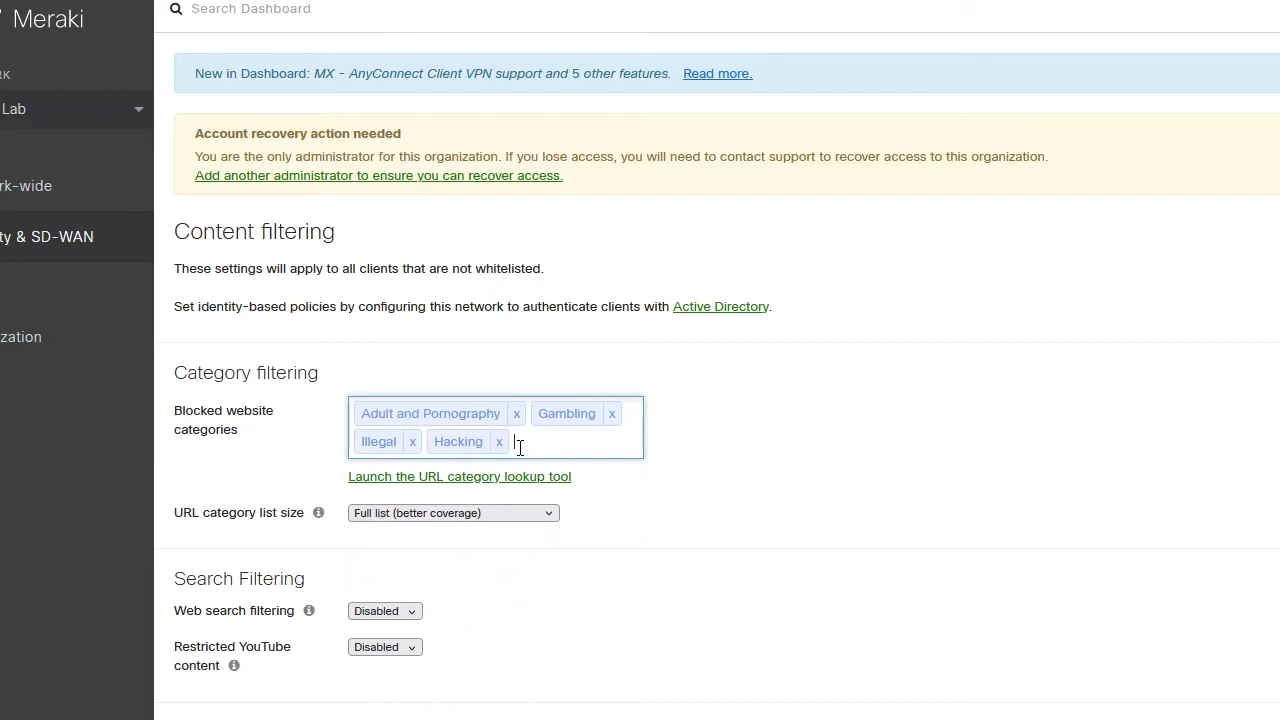 Meraki
Search Dashboard
RK
Lab
rk-wide
ty & SD-WAN
zation
New in Dashboard: MX - AnyConnect Client VPN support and 5 other features. Read more.
Account recovery action needed
You are the only administrator for this organization. If you lose access, you will need to contact support to recover access to this organization.
Add another administrator to ensure you can recover access.
Content filtering
These settings will apply to all clients that are not whitelisted.
Set identity-based policies by configuring this network to authenticate clients with Active Directory.
Category filtering
Blocked website
categories
Adult and Pornography x Gambling x
Illegal x Hacking x
Launch the URL category lookup tool
URL category list size Full list (better coverage)
Search Filtering
Web search filtering Disabled
Restricted YouTube
content
Disabled